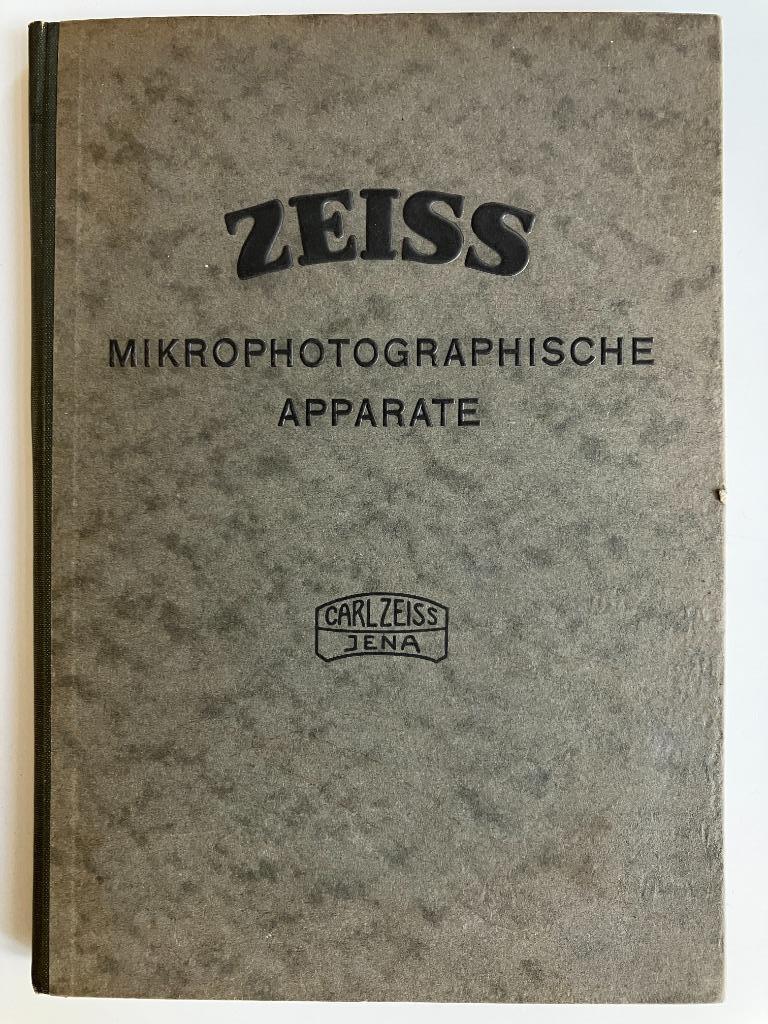 ZEISS
MIKROPHOTOGRAPHISCHE
APPARATE
CARL ZEISS
JENA